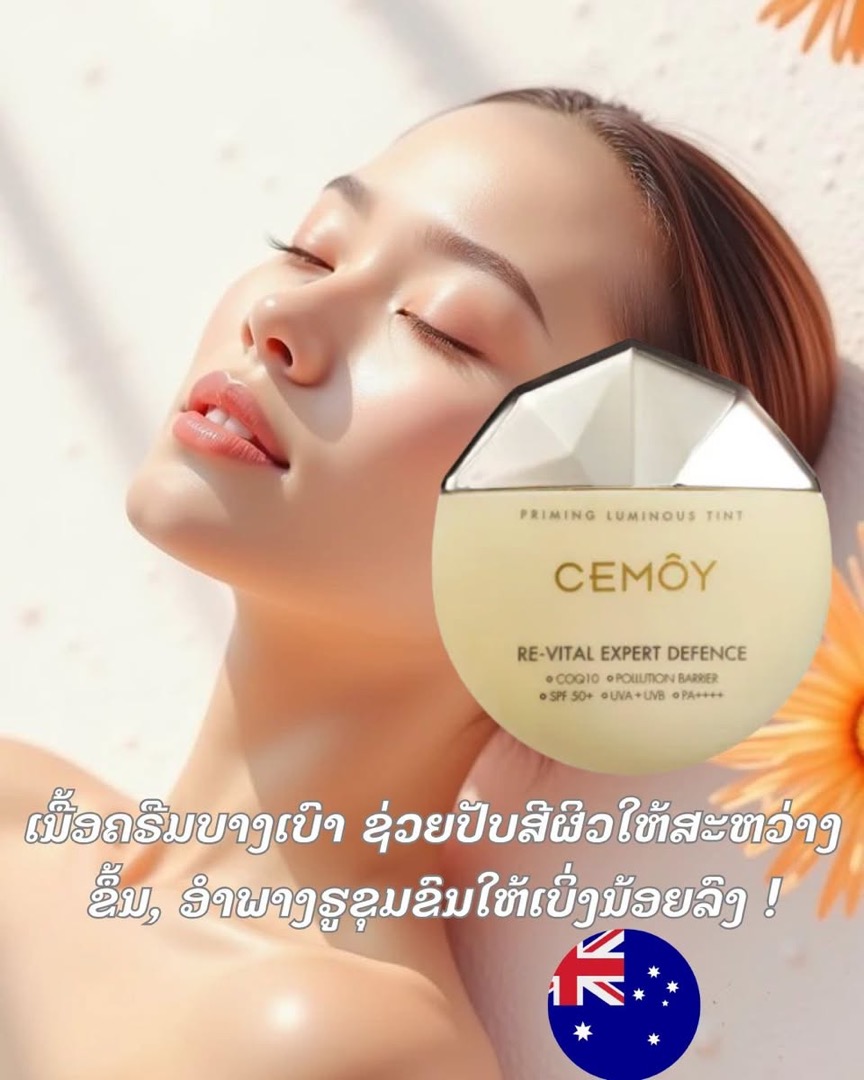 PRIMING LUMINOUS TINT
CEMÔY
RE-VITAL EXPERT DEFENCE
COQ10 POLLUTION BARRIER
SPF 50+ UVA+UVB PA++++
ເນື້ອຄຣີມບາງເບົາ ຊ່ວຍປັບສີຜິວໃຫ້ສະຫວ່າງ
ຂຶ້ນ, ອໍາພາງຮູຂຸມຂົນໃຫ້ເບິ່ງນ້ອຍລົງ !